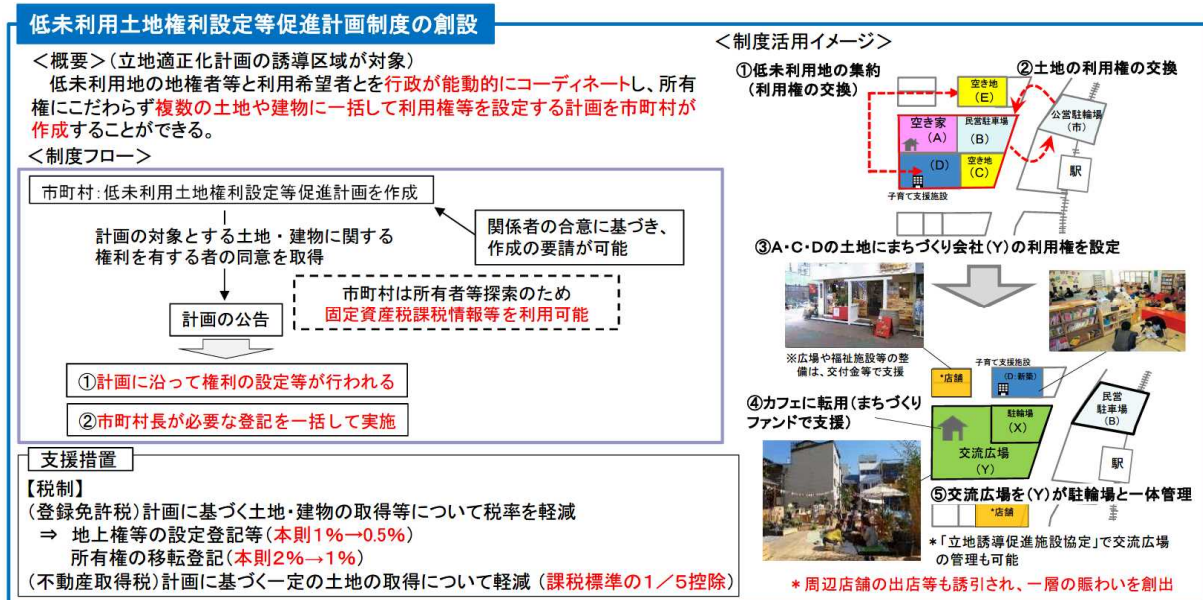 低未利用土地権利設定等促進計画制度の創設
＜概要＞（立地適正化計画の誘導区域が対象）
低未利用地の地権者等と利用希望者とを行政が能動的にコーディネートし、所有
権にこだわらず複数の土地や建物に一括して利用権等を設定する計画を市町村が
作成することができる。
＜制度フロー＞
市町村：低未利用土地権利設定等促進計画を作成
計画の対象とする土地・建物に関する
権利を有する者の同意を取得
関係者の合意に基づき、
作成の要請が可能
市町村は所有者等探索のため
固定資産税課税情報等を利用可能
計画の公告
①計画に沿って権利の設定等が行われる
②市町村長が必要な登記を一括して実施
支援措置
【税制】
（登録免許税）計画に基づく土地・建物の取得等について税率を軽減
⇒ 地上権等の設定登記等（本則1％→0.5％）
所有権の移転登記（本則2％→1％）
（不動産取得税）計画に基づく一定の土地の取得について軽減（課税標準の1／5控除）
＜制度活用イメージ＞
①低未利用地の集約
（利用権の交換）
②土地の利用権の交換
空き地
（E）
空き家
（A）
民営駐車場
（B）
公営駐輪場
（市）
（D）
空き地
（C）
駅
子育て支援施設
③A・C・Dの土地にまちづくり会社（Y）の利用権を設定
※広場や福祉施設等の整
備は、交付金等で支援
子育て支援施設
*店舗
（D：新築）
④カフェに転用（まちづくり
ファンドで支援）
駐輪場
（X）
民営
駐車場
（B）
交流広場
（Y）
駅
⑤交流広場を（Y）が駐輪場と一体管理
*店舗
＊「立地誘導促進施設協定」で交流広場
の管理も可能
＊周辺店舗の出店等も誘引され、一層の賑わいを創出